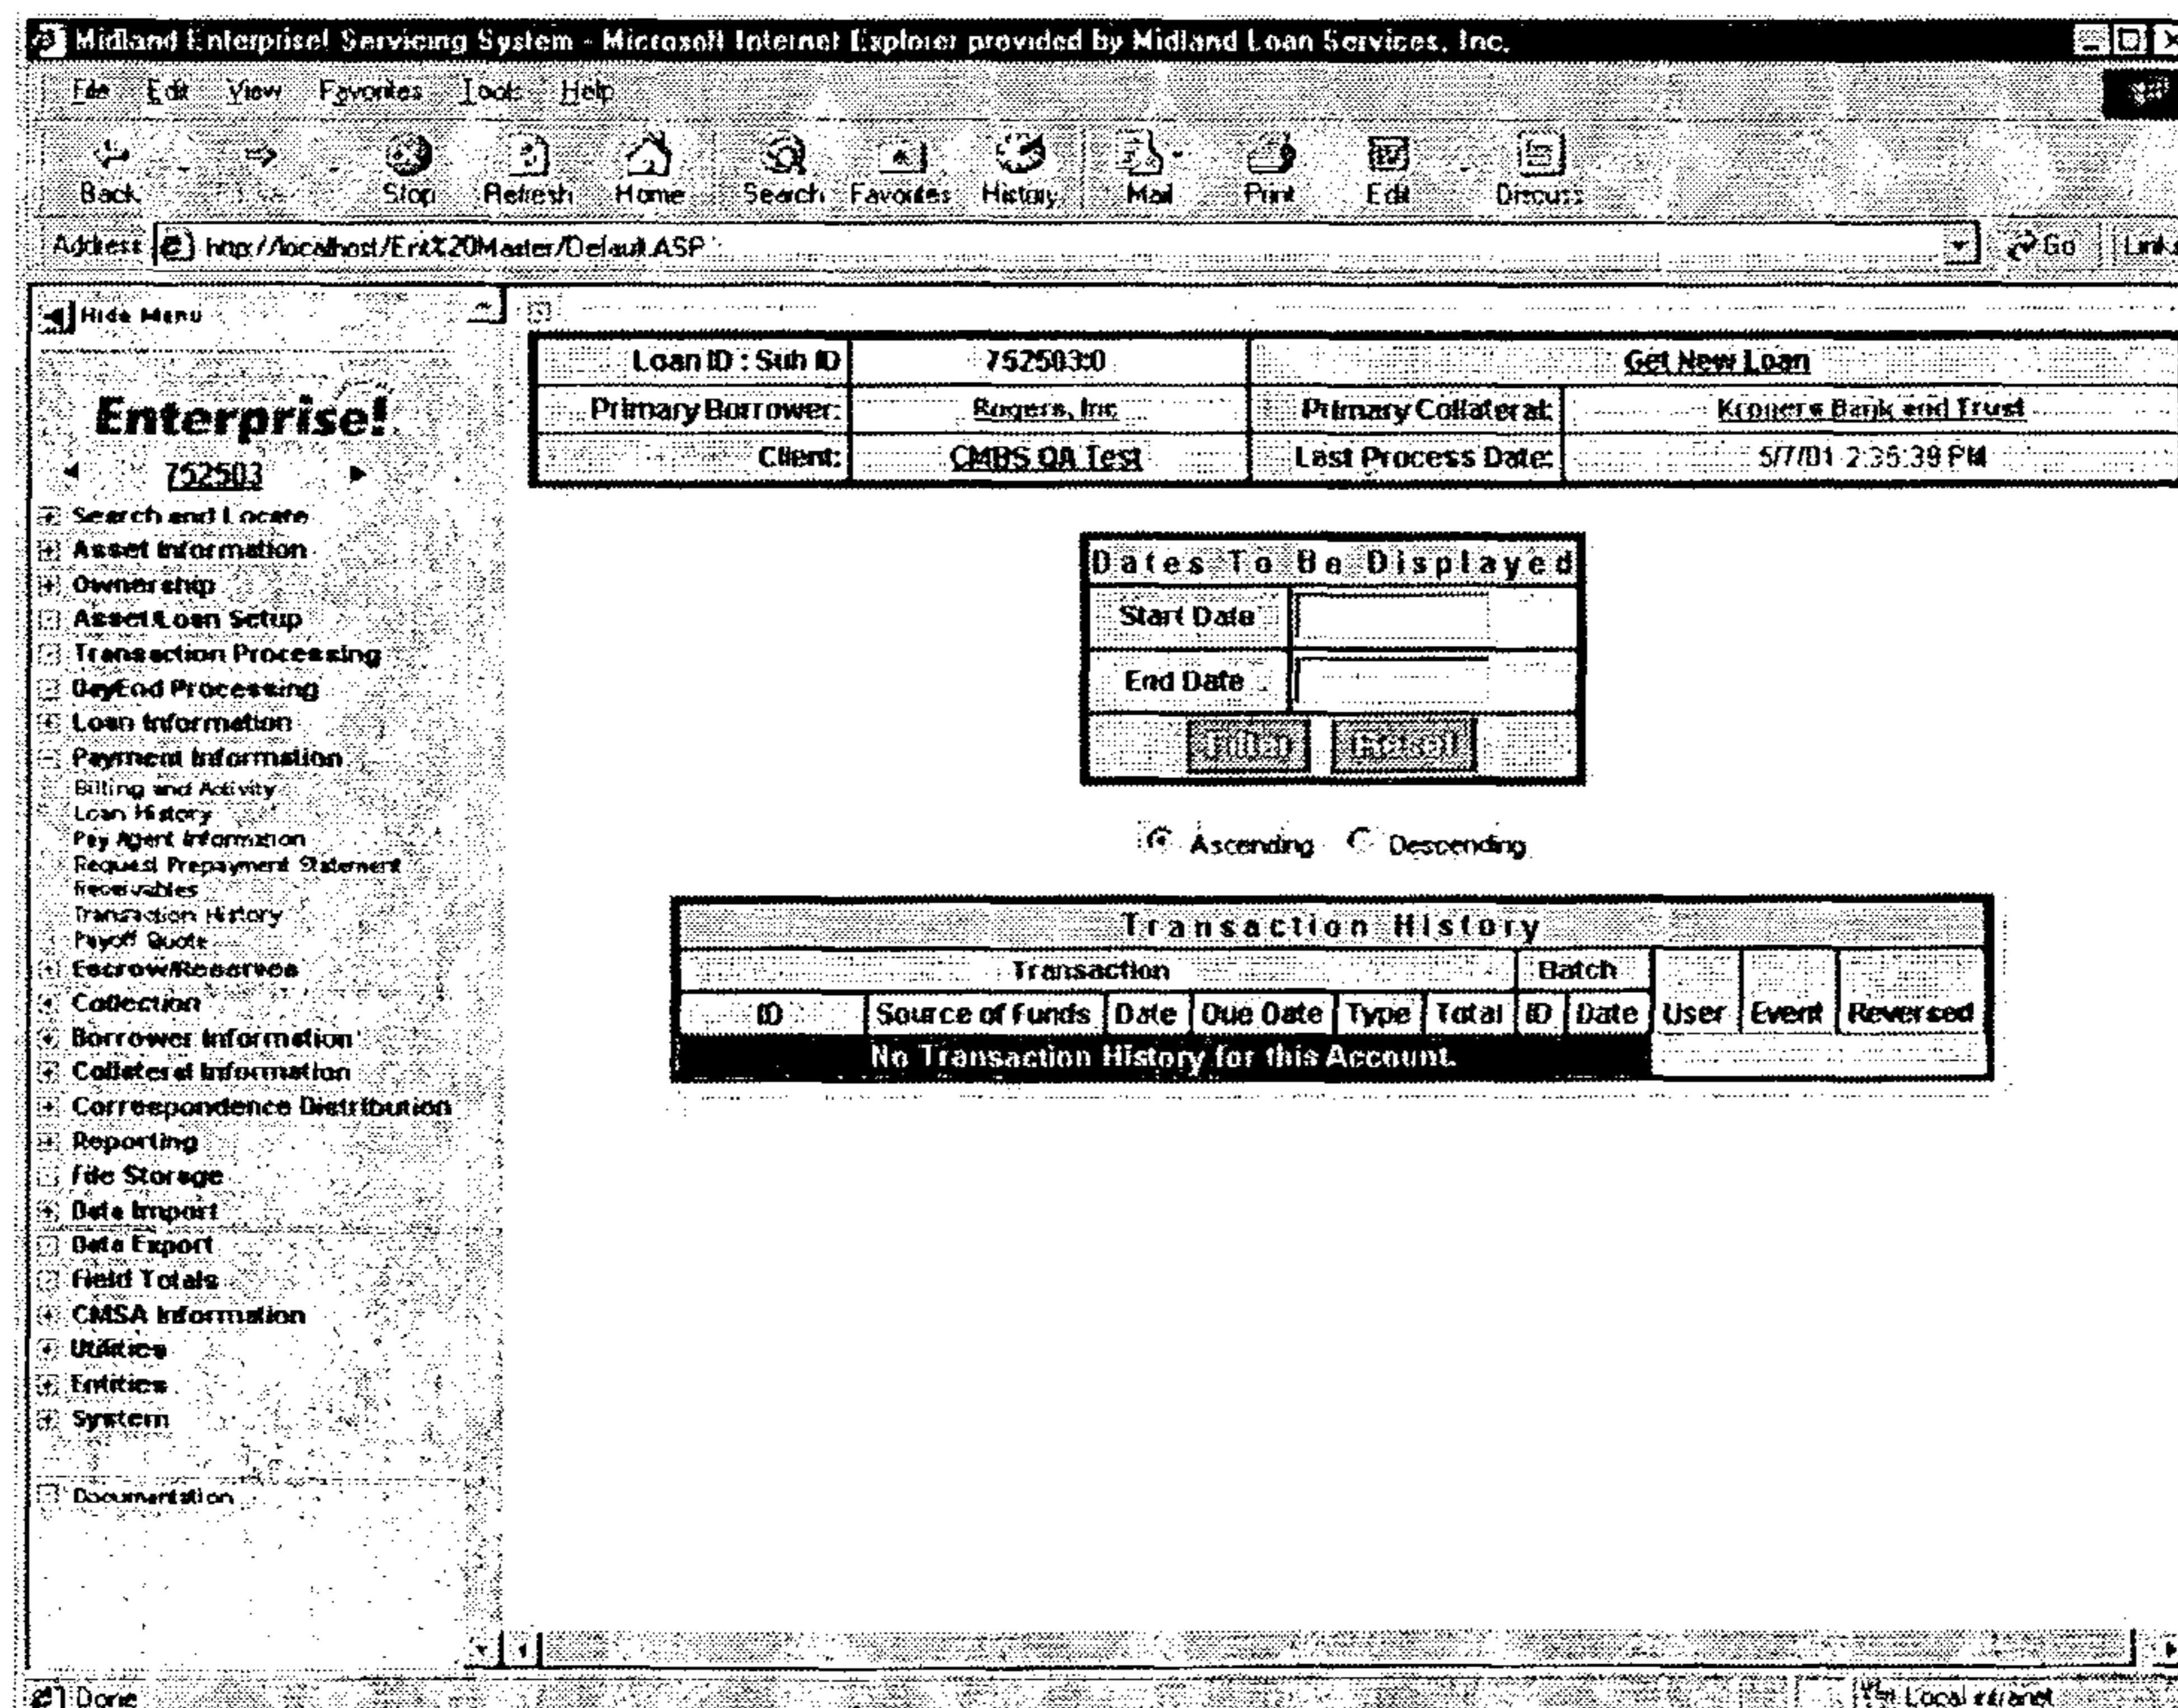 Midland Enterprise! Servicing System - Microsoft Internet Explorer provided by Midland Loan Services, Inc.
File Edit View Favorites Tools Help
Back Stop Refresh Home Search Favorites History Mail Print Edit Discuss
Address http://localhost/Erik%20Master/Default.ASP Go Links
Hide Menu
Enterprise!
752503
Search and Locate
Asset Information
Ownership
Asset/Loan Setup
Transaction Processing
DayEnd Processing
Loan Information
Payment Information
Billing and Activity
Loan History
Pay Agent Information
Request Prepayment Statement
Receivables
Transaction History
Payoff Quote
Escrow/Reserves
Collection
Borrower Information
Collateral Information
Correspondence Distribution
Reporting
File Storage
Data Import
Data Export
Field Totals
CMSA Information
Utilities
Entities
System
Documentation
Loan ID : Sub ID 752503:0 Get New Loan
Primary Borrower: Rogers, Inc Primary Collateral: Kroners Bank and Trust
Client: CMBS QA Test Last Process Date: 5/7/01 2:35:39 PM
Dates To Be Displayed
Start Date
End Date
Filter Reset
Ascending Descending
Transaction History
Transaction Batch
ID Source of Funds Date Due Date Type Total ID Date User Event Reversed
No Transaction History for this Account.
Done Local intranet